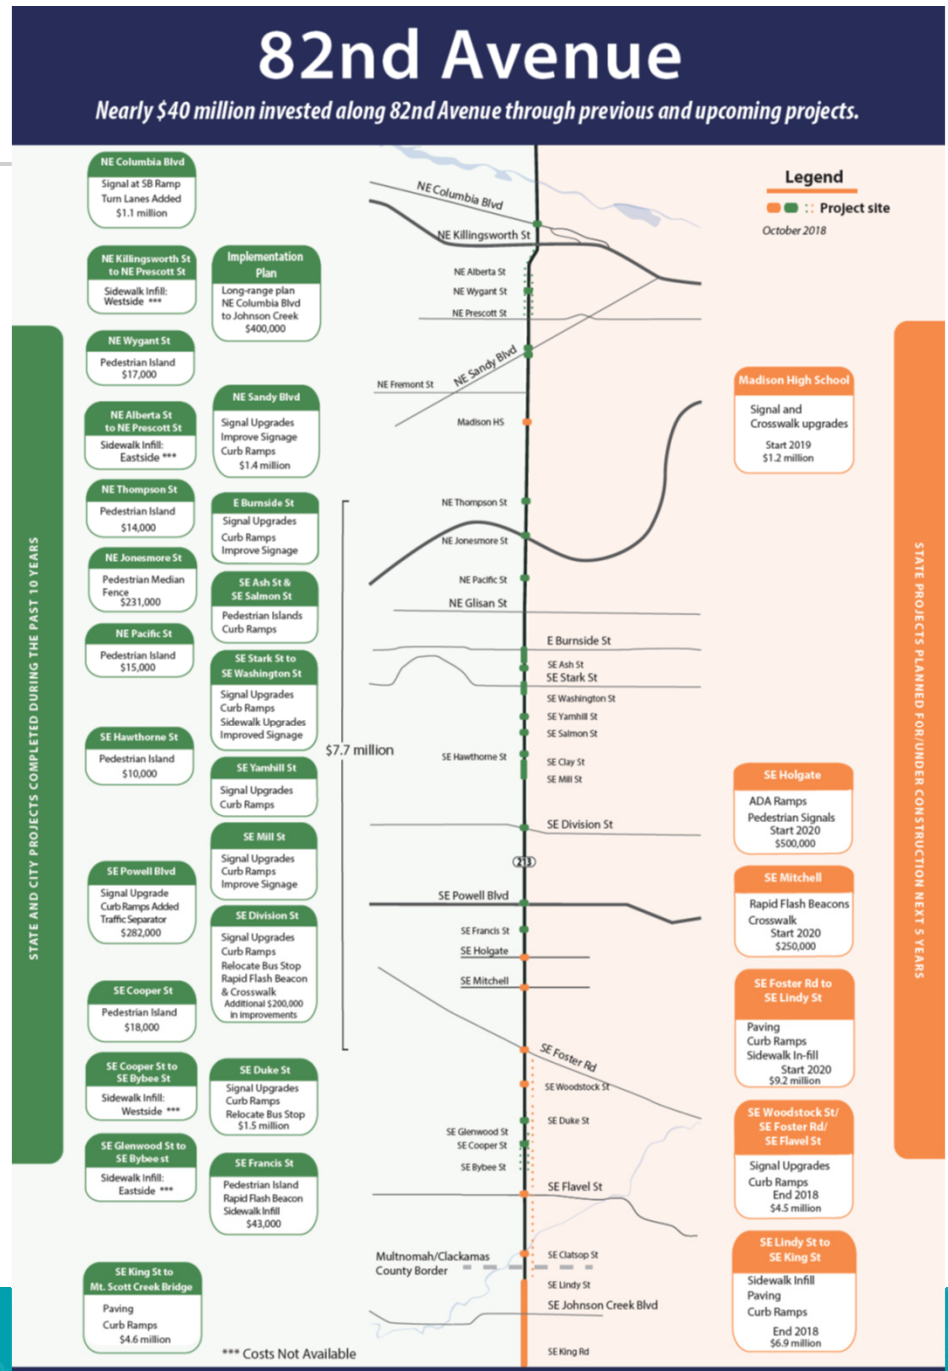 82nd Avenue
Nearly $40 million invested along 82nd Avenue through previous and upcoming projects.
STATE AND CITY PROJECTS COMPLETED DURING THE PAST 10 YEARS
NE Columbia Blvd
Signal at SB Ramp
Turn Lanes Added
$1.1 million
NE Killingsworth St
to NE Prescott St
Sidewalk Infill:
Westside ***
NE Wygant St
Pedestrian Island
$17,000
NE Alberta St
to NE Prescott St
Sidewalk Infill:
Eastside ***
NE Thompson St
Pedestrian Island
$14,000
NE Jonesmore St
Pedestrian Median
Fence
$231,000
NE Pacific St
Pedestrian Island
$15,000
SE Hawthorne St
Pedestrian Island
$10,000
SE Powell Blvd
Signal Upgrade
Curb Ramps Added
Traffic Separator
$282,000
SE Cooper St
Pedestrian Island
$18,000
SE Cooper St to
SE Bybee St
Sidewalk Infill:
Westside ***
SE Glenwood St to
SE Bybee st
Sidewalk Infill:
Eastside ***
SE King St to
Mt. Scott Creek Bridge
Paving
Curb Ramps
$4.6 million
Implementation
Plan
Long-range plan
NE Columbia Blvd
to Johnson Creek
$400,000
NE Sandy Blvd
Signal Upgrades
Improve Signage
Curb Ramps
$1.4 million
E Burnside St
Signal Upgrades
Curb Ramps
Improve Signage
SE Ash St &
SE Salmon St
Pedestrian Islands
Curb Ramps
SE Stark St to
SE Washington St
Signal Upgrades
Curb Ramps
Sidewalk Upgrades
Improved Signage
SE Yamhill St
Signal Upgrades
Curb Ramps
SE Mill St
Signal Upgrades
Curb Ramps
Improve Signage
SE Division St
Signal Upgrades
Curb Ramps
Relocate Bus Stop
Rapid Flash Beacon
& Crosswalk
Additional $200,000
in improvements
SE Duke St
Signal Upgrades
Curb Ramps
Relocate Bus Stop
$1.5 million
SE Francis St
Pedestrian Island
Rapid Flash Beacon
Sidewalk Infill
$43,000
*** Costs Not Available
$7.7 million
NE Columbia Blvd
NE Killingsworth St
NE Alberta St
NE Wygant St
NE Prescott St
NE Sandy Blvd
NE Fremont St
Madison HS
NE Thompson St
NE Jonesmore St
NE Pacific St
NE Glisan St
E Burnside St
SE Ash St
SE Stark St
SE Washington St
SE Yamhill St
SE Salmon St
SE Hawthorne St
SE Clay St
SE Mill St
SE Division St
213
SE Powell Blvd
SE Francis St
SE Holgate
SE Mitchell
SE Foster Rd
SE Woodstock St
SE Duke St
SE Glenwood St
SE Cooper St
SE Bybee St
SE Flavel St
Multnomah/Clackamas
County Border
SE Clatsop St
SE Lindy St
SE Johnson Creek Blvd
SE King Rd
Legend
Project site
October 2018
Madison High School
Signal and
Crosswalk upgrades
Start 2019
$1.2 million
SE Holgate
ADA Ramps
Pedestrian Signals
Start 2020
$500,000
SE Mitchell
Rapid Flash Beacons
Crosswalk
Start 2020
$250,000
SE Foster Rd to
SE Lindy St
Paving
Curb Ramps
Sidewalk In-fill
Start 2020
$9.2 million
SE Woodstock St/
SE Foster Rd/
SE Flavel St
Signal Upgrades
Curb Ramps
End 2018
$4.5 million
SE Lindy St to
SE King St
Sidewalk Infill
Paving
Curb Ramps
End 2018
$6.9 million
STATE PROJECTS PLANNED FOR/UNDER CONSTRUCTION NEXT 5 YEARS